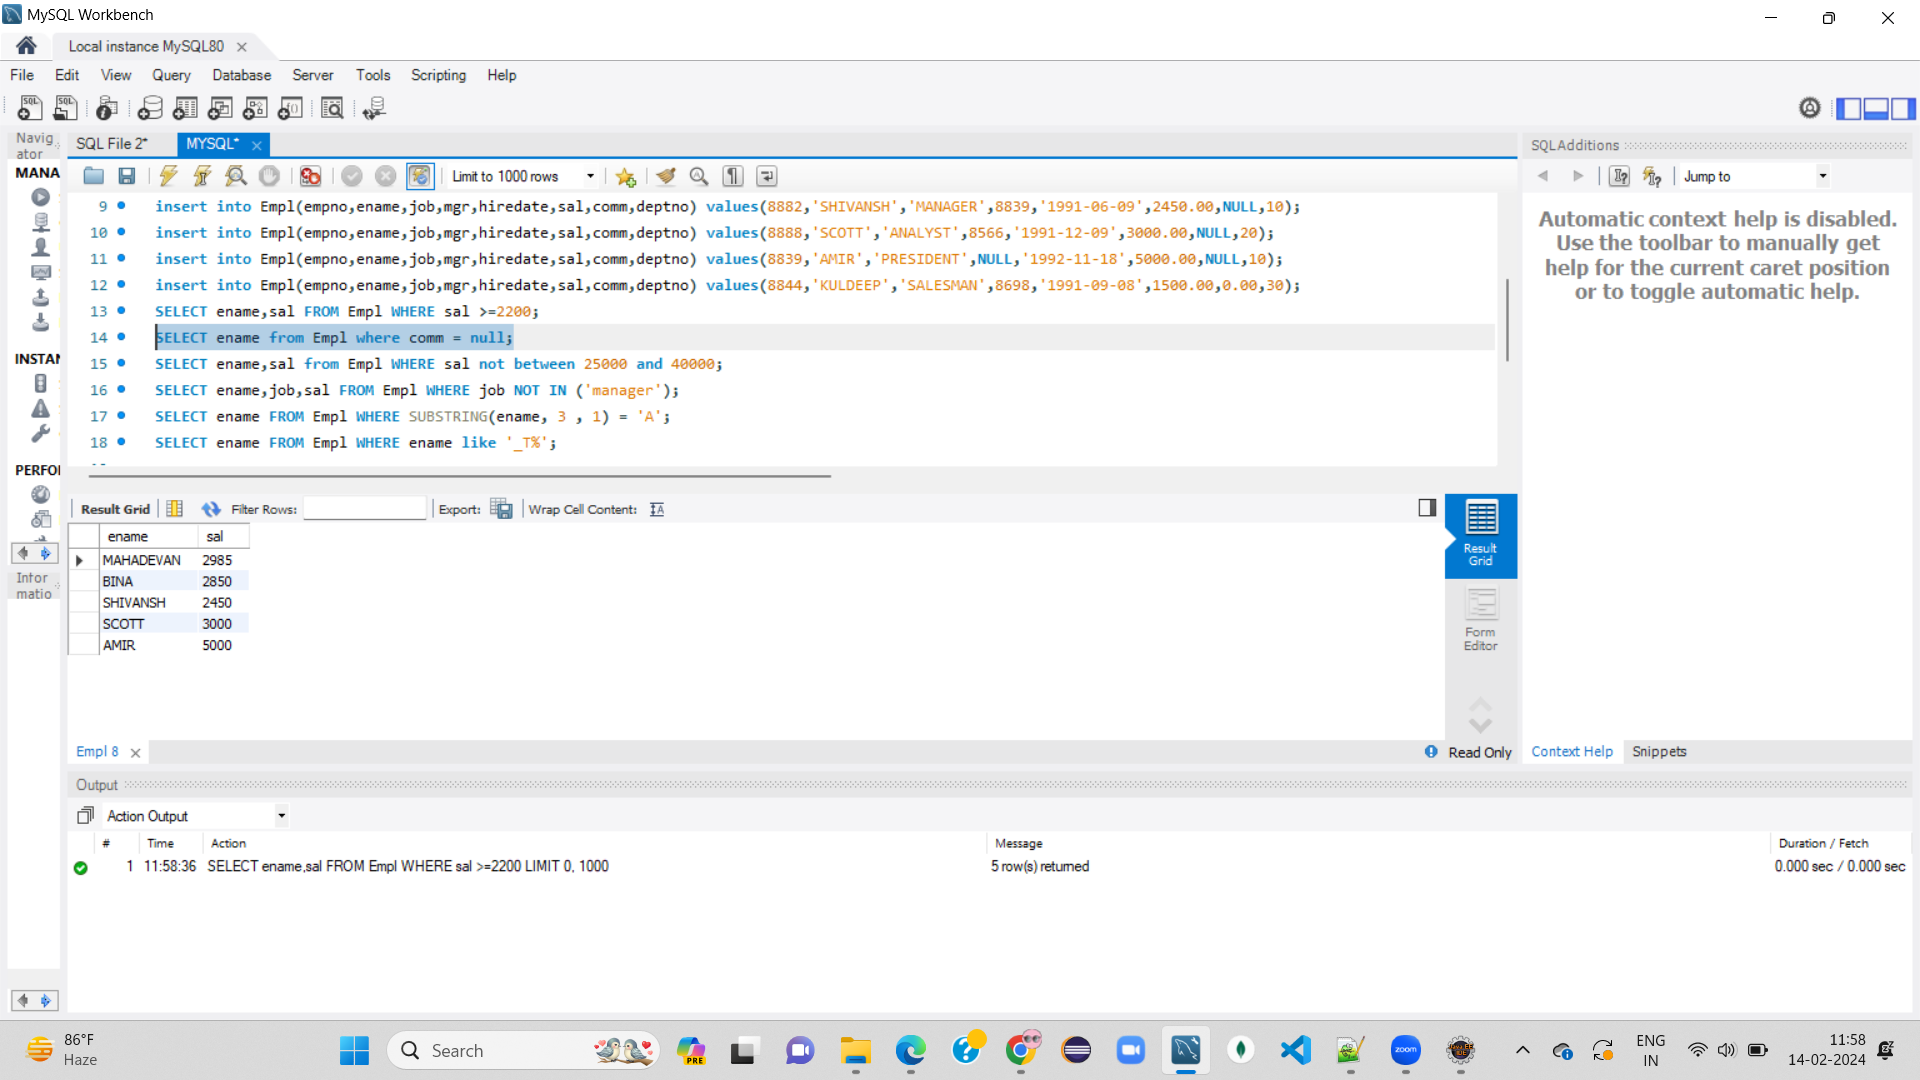 MySQL Workbench
Local instance MySQL80
File Edit View Query Database Server Tools Scripting Help
Navig
ator
MANA
INSTAN
PERFO
Infor
matio
SQL File 2* MYSQL*
Limit to 1000 rows
9 insert into Empl(empno,ename,job,mgr,hiredate,sal,comm,deptno) values(8882,'SHIVANSH','MANAGER',8839,'1991-06-09',2450.00,NULL,10);
10 insert into Empl(empno,ename,job,mgr,hiredate,sal,comm,deptno) values(8888,'SCOTT','ANALYST',8566,'1991-12-09',3000.00,NULL,20);
11 insert into Empl(empno,ename,job,mgr,hiredate,sal,comm,deptno) values(8839,'AMIR','PRESIDENT',NULL,'1992-11-18',5000.00,NULL,10);
12 insert into Empl(empno,ename,job,mgr,hiredate,sal,comm,deptno) values(8844,'KULDEEP','SALESMAN',8698,'1991-09-08',1500.00,0.00,30);
13 SELECT ename,sal FROM Empl WHERE sal >=2200;
14 SELECT ename from Empl where comm = null;
15 SELECT ename,sal from Empl WHERE sal not between 25000 and 40000;
16 SELECT ename,job,sal FROM Empl WHERE job NOT IN ('manager');
17 SELECT ename FROM Empl WHERE SUBSTRING(ename, 3 , 1) = 'A';
18 SELECT ename FROM Empl WHERE ename like '_T%';
Result Grid Filter Rows: Export: Wrap Cell Content:
ename sal
MAHADEVAN 2985
BINA 2850
SHIVANSH 2450
SCOTT 3000
AMIR 5000
Result
Grid
Form
Editor
Empl 8
Read Only
SQLAdditions
Jump to
Automatic context help is disabled.
Use the toolbar to manually get
help for the current caret position
or to toggle automatic help.
Context Help Snippets
Output
Action Output
# Time Action Message Duration / Fetch
1 11:58:36 SELECT ename,sal FROM Empl WHERE sal >=2200 LIMIT 0, 1000 5 row(s) returned 0.000 sec / 0.000 sec
86°F
Haze
Search
PRE
zoom
ENG
IN
11:58
14-02-2024